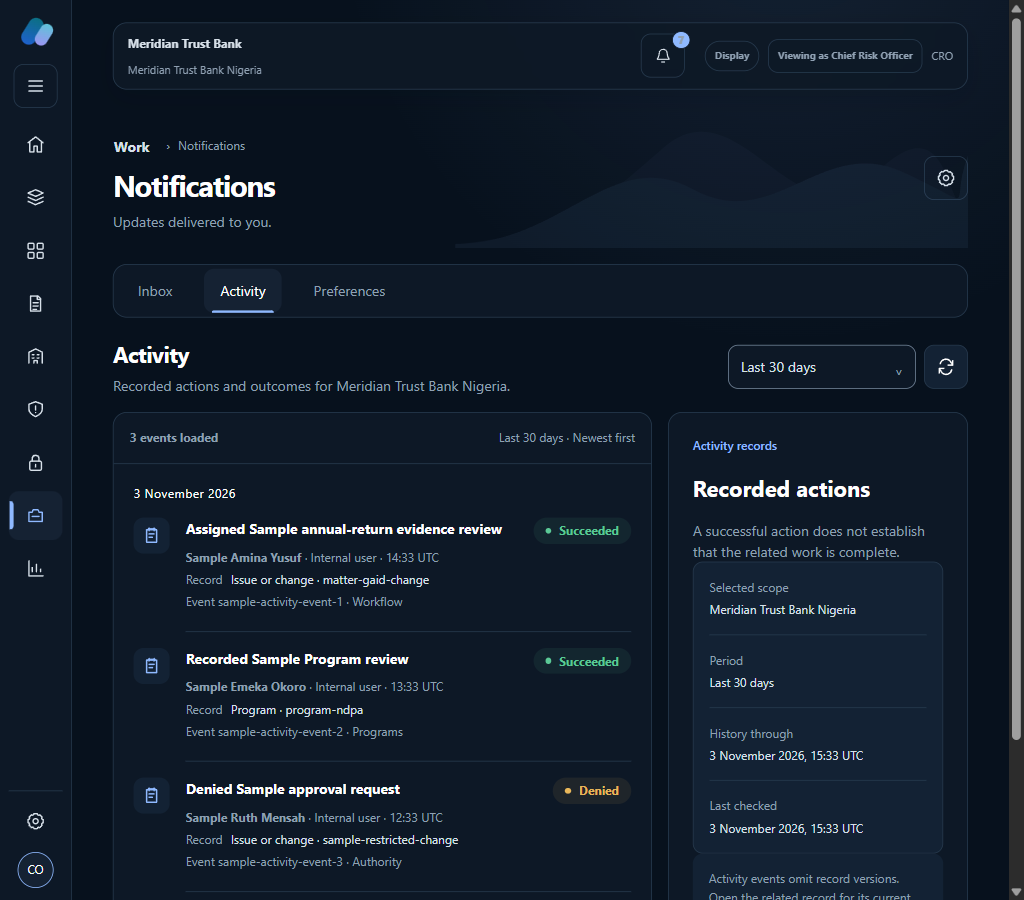 Meridian Trust Bank
Meridian Trust Bank Nigeria
7
Display
Viewing as Chief Risk Officer
CRO
Work › Notifications
Notifications
Updates delivered to you.
Inbox
Activity
Preferences
Activity
Recorded actions and outcomes for Meridian Trust Bank Nigeria.
Last 30 days
3 events loaded
Last 30 days · Newest first
3 November 2026
Assigned Sample annual-return evidence review
Succeeded
Sample Amina Yusuf · Internal user · 14:33 UTC
Record Issue or change · matter-gaid-change
Event sample-activity-event-1 · Workflow
Recorded Sample Program review
Succeeded
Sample Emeka Okoro · Internal user · 13:33 UTC
Record Program · program-ndpa
Event sample-activity-event-2 · Programs
Denied Sample approval request
Denied
Sample Ruth Mensah · Internal user · 12:33 UTC
Record Issue or change · sample-restricted-change
Event sample-activity-event-3 · Authority
Activity records
Recorded actions
A successful action does not establish
that the related work is complete.
Selected scope
Meridian Trust Bank Nigeria
Period
Last 30 days
History through
3 November 2026, 15:33 UTC
Last checked
3 November 2026, 15:33 UTC
Activity events omit record versions.
Open the related record for its current
CO